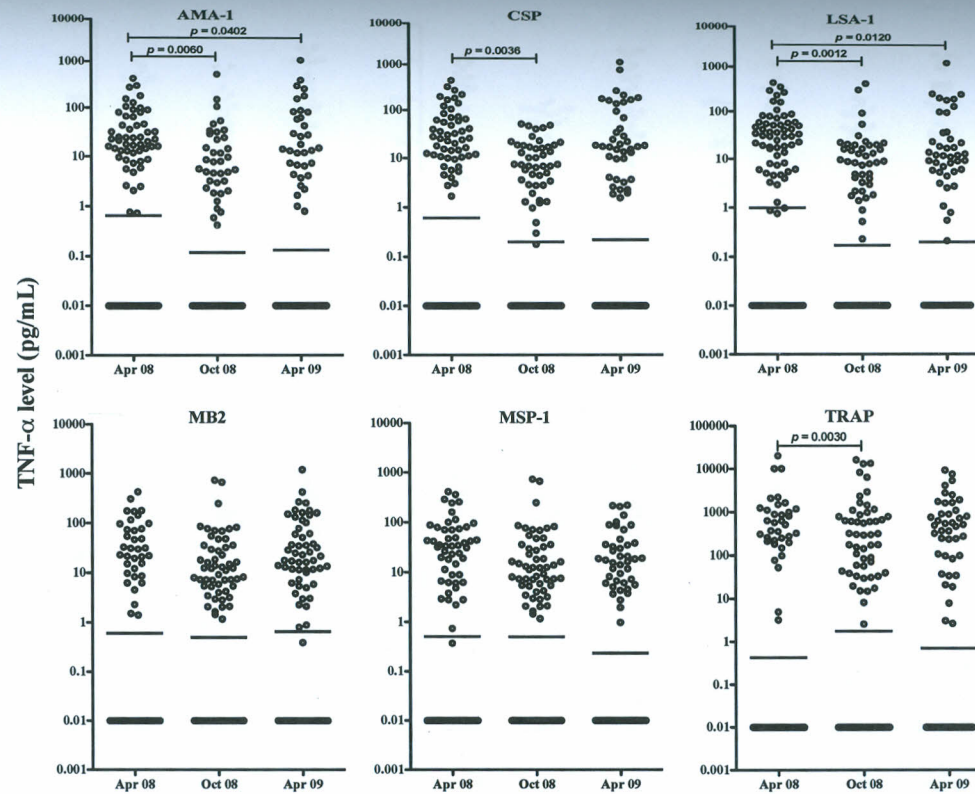 TNF-α level (pg/mL)
AMA-1
10000
1000
100
10
1
0.1
0.01
0.001
p = 0.0402
p = 0.0060
Apr 08 Oct 08 Apr 09
CSP
10000
1000
100
10
1
0.1
0.01
0.001
p = 0.0036
Apr 08 Oct 08 Apr 09
LSA-1
10000
1000
100
10
1
0.1
0.01
0.001
p = 0.0120
p = 0.0012
Apr 08 Oct 08 Apr 09
MB2
10000
1000
100
10
1
0.1
0.01
0.001
Apr 08 Oct 08 Apr 09
MSP-1
10000
1000
100
10
1
0.1
0.01
0.001
Apr 08 Oct 08 Apr 09
TRAP
100000
10000
1000
100
10
1
0.1
0.01
0.001
p = 0.0030
Apr 08 Oct 08 Apr 09